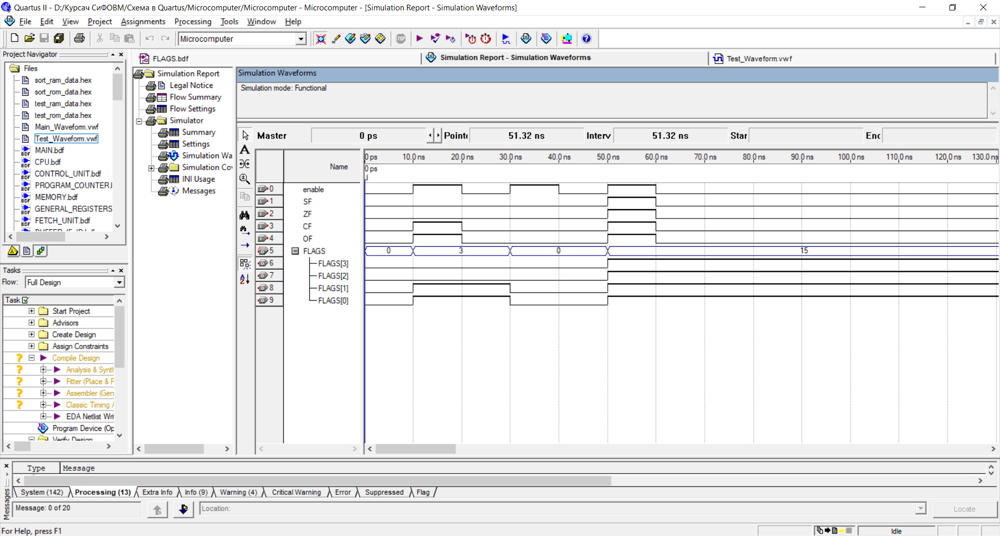 Quartus II - D:/Курсач СиФОВМ/Схема в Quartus/Microcomputer/Microcomputer - Microcomputer - [Simulation Report - Simulation Waveforms]
File Edit View Project Assignments Processing Tools Window Help
Microcomputer
Project Navigator
Files
sort_ram_data.hex
sort_rom_data.hex
test_ram_data.hex
test_rom_data.hex
Main_Waveform.vwf
Test_Waveform.vwf
MAIN.bdf
CPU.bdf
CONTROL_UNIT.bdf
PROGRAM_COUNTER.
MEMORY.bdf
GENERAL_REGISTERS
FETCH_UNIT.bdf
Tasks
Flow: Full Design
Task
Start Project
Advisors
Create Design
Assign Constraints
Compile Design
Analysis & Synth
Fitter (Place & F
Assembler (Gen
Classic Timing A
EDA Netlist Wri
Program Device (Op
Verify Design
FLAGS.bdf
Simulation Report - Simulation Waveforms
Test_Waveform.vwf
Simulation Report
Legal Notice
Flow Summary
Flow Settings
Simulator
Summary
Settings
Simulation Wa
Simulation Co
INI Usage
Messages
Simulation Waveforms
Simulation mode: Functional
Master 0 ps Point 51.32 ns Interv 51.32 ns Star Enc
Name
0 ps 10.0 ns 20.0 ns 30.0 ns 40.0 ns 50.0 ns 60.0 ns 70.0 ns 80.0 ns 90.0 ns 100.0 ns 110.0 ns 120.0 ns 130.0 ns
0 ps
0 enable
1 SF
2 ZF
3 CF
4 OF
5 FLAGS 0 3 0 15
6 FLAGS[3]
7 FLAGS[2]
8 FLAGS[1]
9 FLAGS[0]
Type Message
System (142) Processing (13) Extra Info Info (9) Warning (4) Critical Warning Error Suppressed Flag
Messages
Message: 0 of 20 Location: Locate
For Help, press F1 Idle